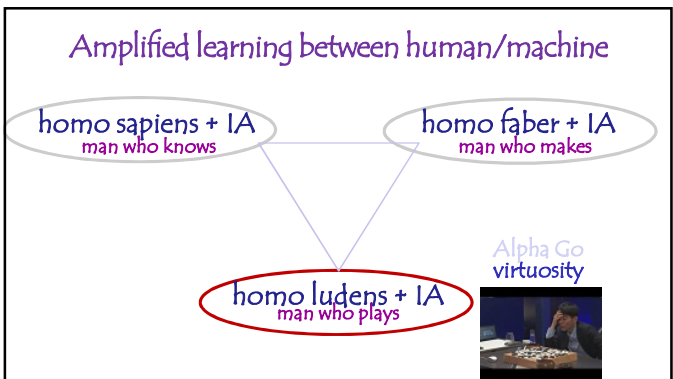 Amplified learning between human/machine
homo sapiens + IA
man who knows
homo faber + IA
man who makes
homo ludens + IA
man who plays
Alpha Go
virtuosity